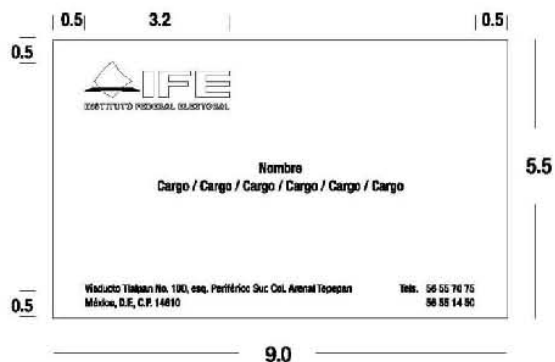 0.5 3.2 0.5
0.5
IFE
INSTITUTO FEDERAL ELECTORAL
Nombre
Cargo / Cargo / Cargo / Cargo / Cargo / Cargo
5.5
Viaducto Tlalpan No. 100, esq. Periférico Sur. Col. Arenal Tepepan Tels. 56 55 70 75
México, D.F., C.P. 14610 56 55 14 50
0.5
9.0